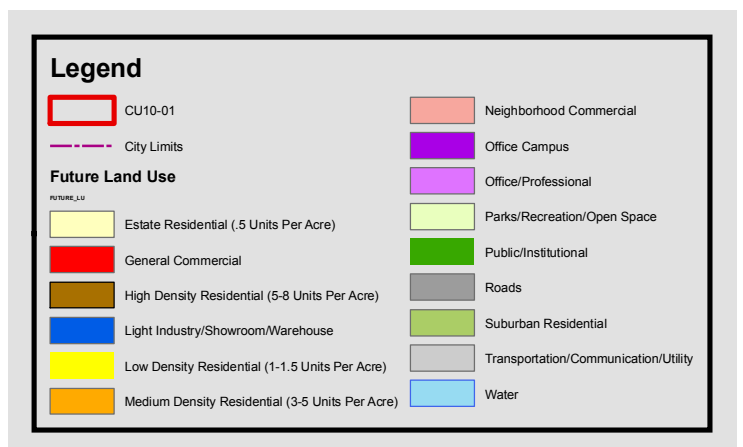 Legend
CU10-01
City Limits
Future Land Use
FUTURE_LU
Estate Residential (.5 Units Per Acre)
General Commercial
High Density Residential (5-8 Units Per Acre)
Light Industry/Showroom/Warehouse
Low Density Residential (1-1.5 Units Per Acre)
Medium Density Residential (3-5 Units Per Acre)
Neighborhood Commercial
Office Campus
Office/Professional
Parks/Recreation/Open Space
Public/Institutional
Roads
Suburban Residential
Transportation/Communication/Utility
Water